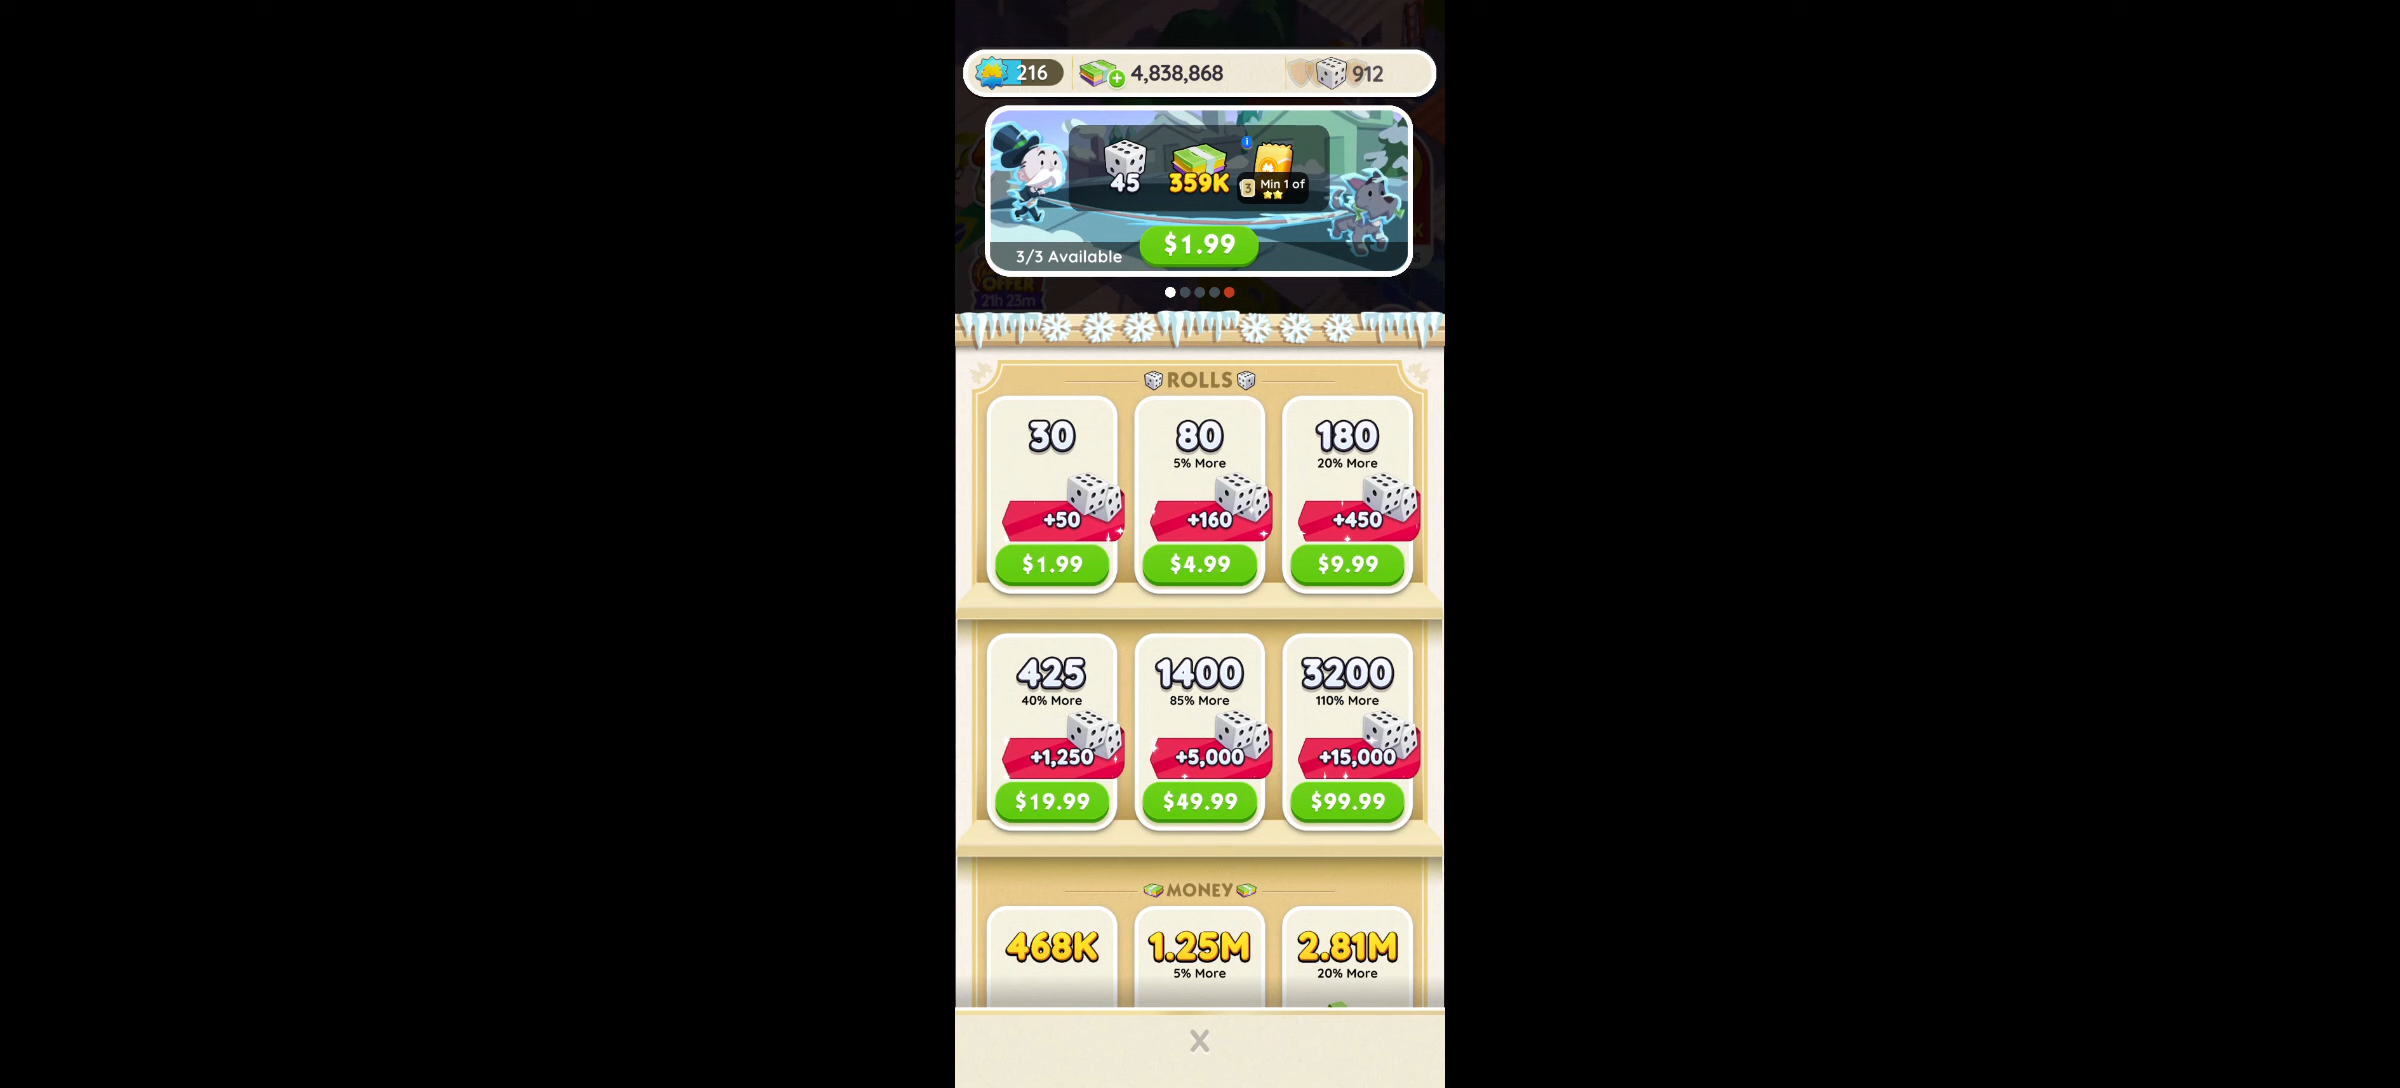 216
4,838,868
912
45
359K
3
Min 1 of
3/3 Available
$1.99
OFFER
21h 23m
ROLLS
30
80
180
5% More
20% More
+50
+160
+450
$1.99
$4.99
$9.99
425
1400
3200
40% More
85% More
110% More
+1,250
+5,000
+15,000
$19.99
$49.99
$99.99
MONEY
468K
1.25M
2.81M
5% More
20% More
X